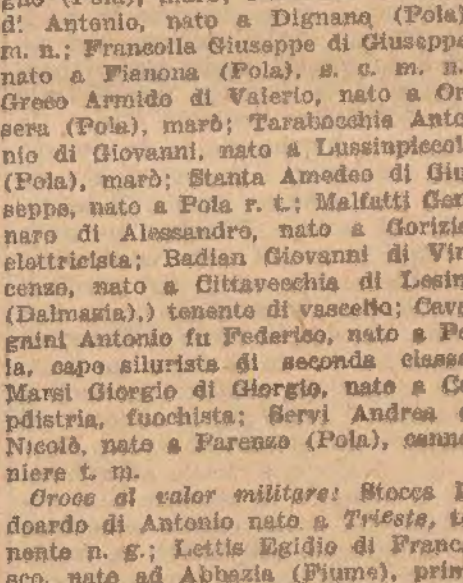 d' Antonio, nato a Dignano (Pola)
m. n.; Francolla Giuseppe di Giuseppe
nato a Fianona (Pola), s. c. m. n.
Greco Armido di Valerio, nato a Or
sera (Pola), marò; Tarabocchia Anto
nio di Giovanni, nato a Lussinpiccol
(Pola), marò; Stanta Amedeo di Giu
seppe, nato a Pola r. t.; Malfatti Gen
naro di Alessandro, nato a Gorizia
elettricista; Badian Giovanni di Vin
cenzo, nato a Cittavecchia di Lesin
(Dalmazia),) tenente di vascello; Cava
gnini Antonio fu Federico, nato a Po
la, capo silurista di seconda classe
Marsi Giorgio di Giorgio, nato a Ca
pdistria, fuochista; Servi Andrea d
Nicolò, nato a Parenzo (Pola), canno
niere t. m.
Croce al valor militare: Stocca E
doardo di Antonio nato a Trieste, te
nente n. g.; Lettis Egidio di Franc
sco, nato ad Abbazia (Fiume), prim